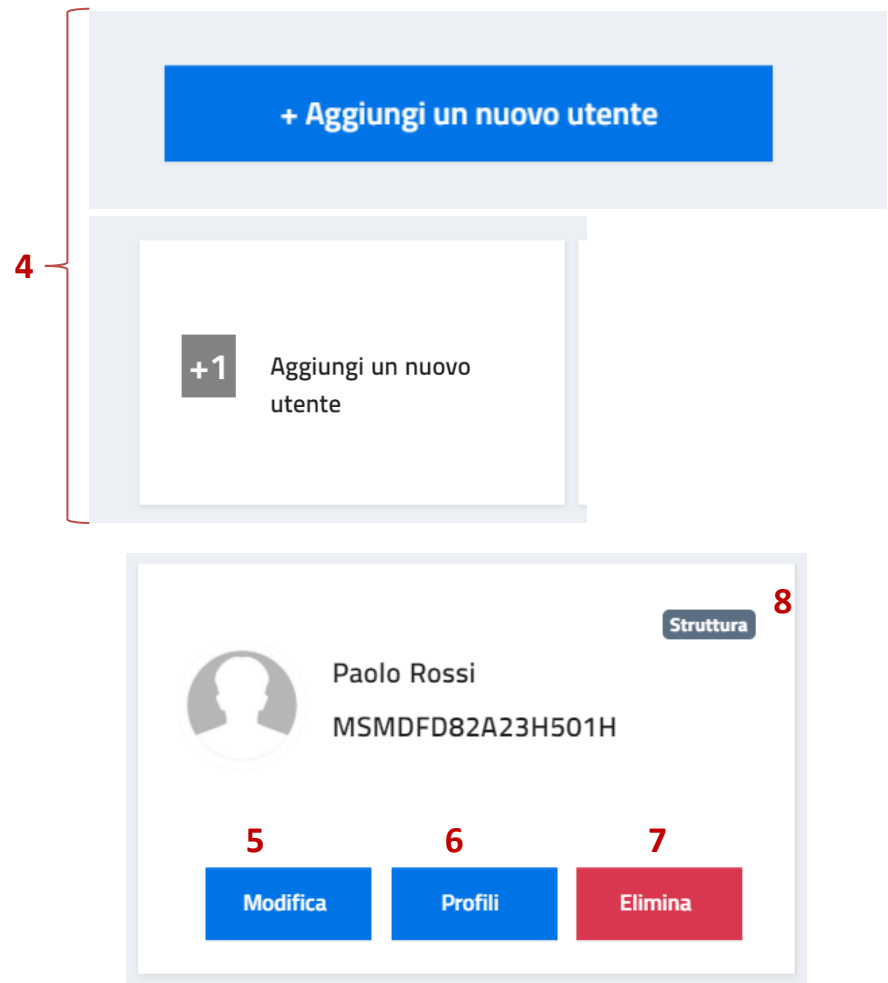 + Aggiungi un nuovo utente
4
+1
Aggiungi un nuovo
utente
8
Struttura
Paolo Rossi
MSMDFD82A23H501H
5 6 7
Modifica Profili Elimina